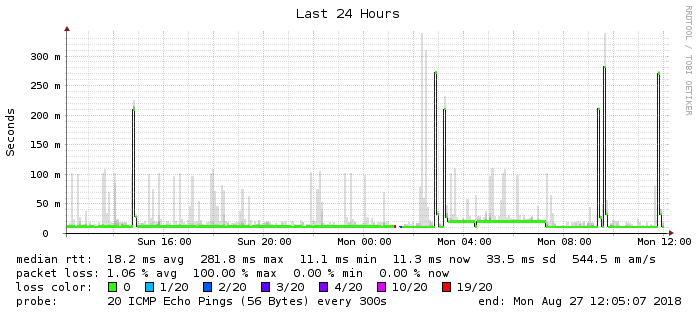 Last 24 Hours
RRDTOOL / TOBI OETIKER
Seconds
300 m
250 m
200 m
150 m
100 m
50 m
0
Sun 16:00 Sun 20:00 Mon 00:00 Mon 04:00 Mon 08:00 Mon 12:00
median rtt: 18.2 ms avg 281.8 ms max 11.1 ms min 11.3 ms now 33.5 ms sd 544.5 m am/s
packet loss: 1.06 % avg 100.00 % max 0.00 % min 0.00 % now
loss color: 0 1/20 2/20 3/20 4/20 10/20 19/20
probe: 20 ICMP Echo Pings (56 Bytes) every 300s end: Mon Aug 27 12:05:07 2018